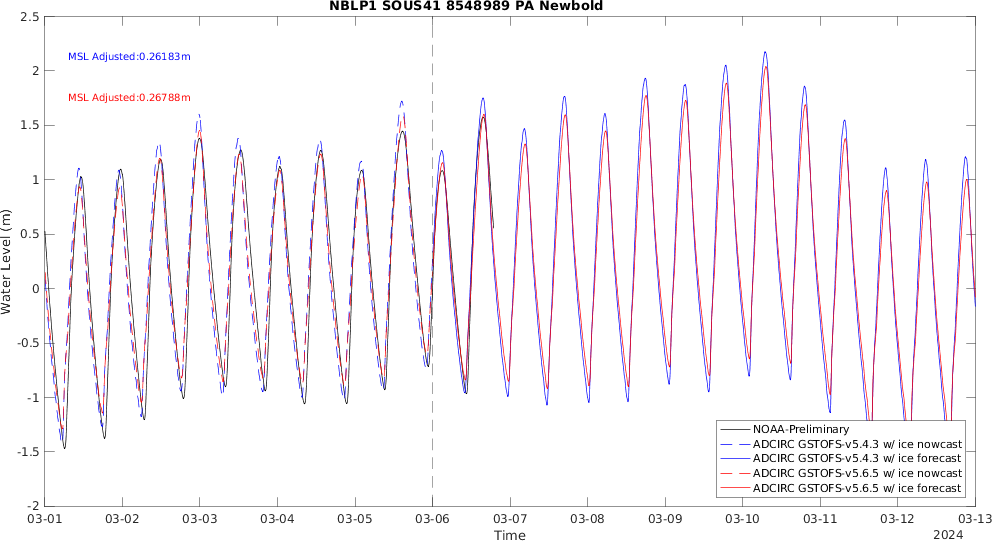 NBLP1 SOUS41 8548989 PA Newbold
MSL Adjusted:0.26183m
MSL Adjusted:0.26788m
Water Level (m)
2.5
2
1.5
1
0.5
0
-0.5
-1
-1.5
-2
NOAA-Preliminary
ADCIRC GSTOFS-v5.4.3 w/ ice nowcast
ADCIRC GSTOFS-v5.4.3 w/ ice forecast
ADCIRC GSTOFS-v5.6.5 w/ ice nowcast
ADCIRC GSTOFS-v5.6.5 w/ ice forecast
03-01 03-02 03-03 03-04 03-05 03-06 03-07 03-08 03-09 03-10 03-11 03-12 03-13
Time
2024